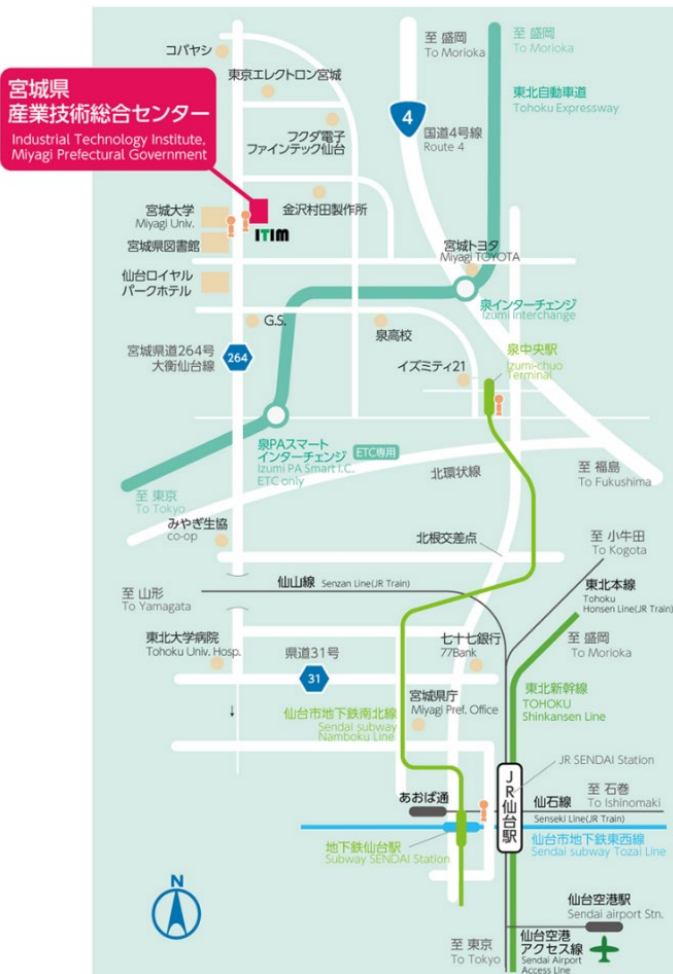 コバヤシ
至 盛岡
To Morioka
至 盛岡
To Morioka
東京エレクトロン宮城
東北自動車道
Tohoku Expressway
宮城県
産業技術総合センター
Industrial Technology Institute,
Miyagi Prefectural Government
4
国道4号線
Route 4
フクダ電子
ファインテック仙台
宮城大学
Miyagi Univ.
金沢村田製作所
ITIM
宮城県図書館
宮城トヨタ
Miyagi TOYOTA
仙台ロイヤル
パークホテル
泉インターチェンジ
Izumi Interchange
G.S.
泉高校
宮城県道264号
大衡仙台線
264
イズミティ21
泉中央駅
Izumi-chuo
Terminal
泉PAスマート
インターチェンジ
ETC専用
Izumi PA Smart I.C.
ETC only
至 東京
To Tokyo
北環状線
至 福島
To Fukushima
みやぎ生協
co-op
北根交差点
至 小牛田
To Kogota
至 山形
To Yamagata
仙山線 Senzan Line(JR Train)
東北本線
Tohoku
Honsen Line(JR Train)
東北大学病院
Tohoku Univ. Hosp.
県道31号
31
七十七銀行
77Bank
至 盛岡
To Morioka
↓
仙台市地下鉄南北線
Sendai subway
Namboku Line
宮城県庁
Miyagi Pref. Office
東北新幹線
TOHOKU
Shinkansen Line
JR SENDAI Station
JR仙台駅
あおば通
仙石線
Senseki Line(JR Train)
至 石巻
To Ishinomaki
地下鉄仙台駅
Subway SENDAI Station
仙台市地下鉄東西線
Sendai subway Tozai Line
N
仙台空港駅
Sendai airport Stn.
至 東京
To Tokyo
仙台空港
アクセス線
Sendai Airport
Access Line